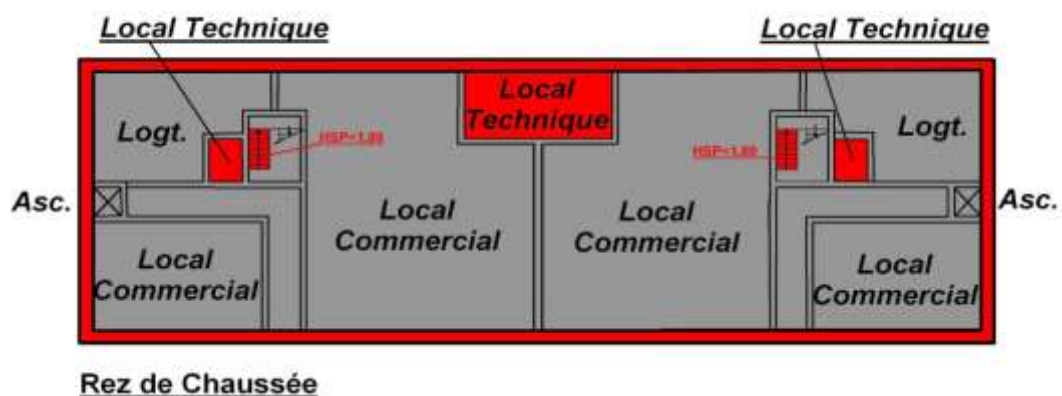 Local Technique
Local Technique
Local
Technique
Logt.
HSP<1,80
HSP<1,80
Logt.
Asc.
Asc.
Local
Commercial
Local
Commercial
Local
Commercial
Local
Commercial
Rez de Chaussée